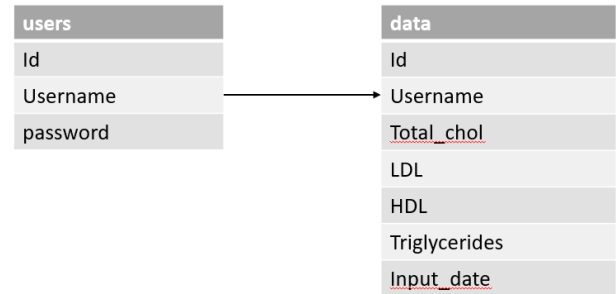 users
Id
Username
password
data
Id
Username
Total_chol
LDL
HDL
Triglycerides
Input_date